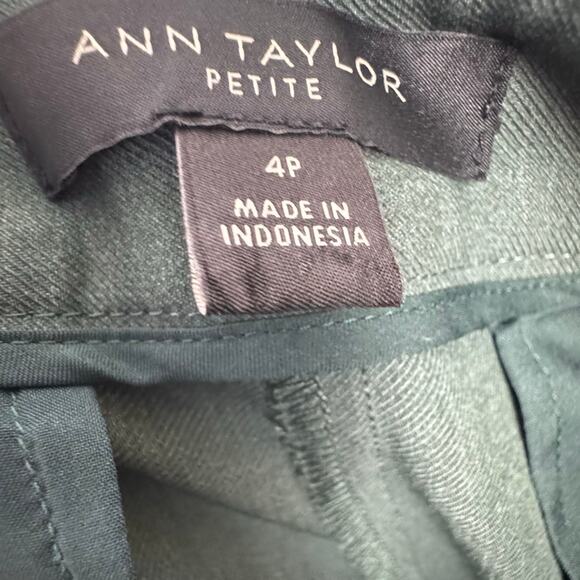 ANN TAYLOR
PETITE
4P
MADE IN
INDONESIA